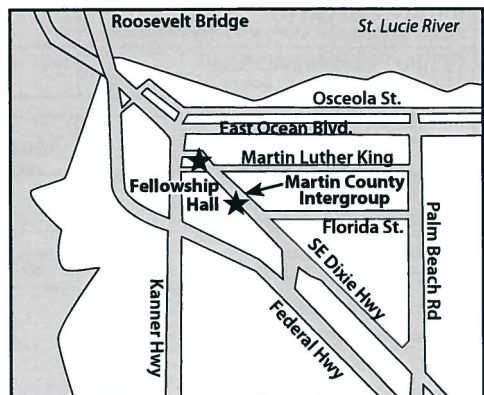 Roosevelt Bridge
St. Lucie River
Osceola St.
East Ocean Blvd.
Martin Luther King
Fellowship
Hall
Martin County
Intergroup
Florida St.
SE Dixie Hwy
Palm Beach Rd
Kanner Hwy
Federal Hwy